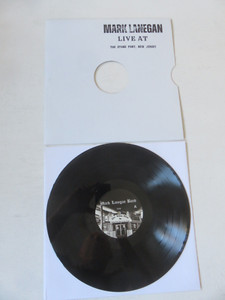 MARK LANEGAN
LIVE AT
THE STONE PONY, NEW JERSEY
Mark Lanegan Band